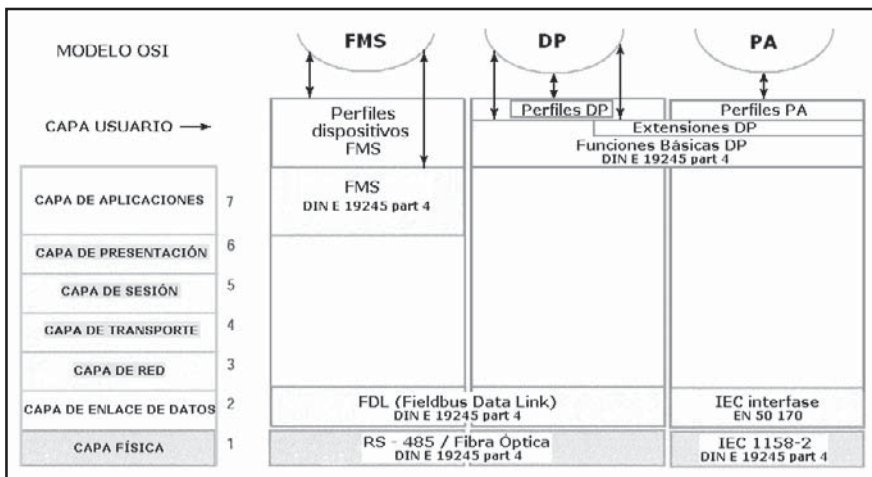 MODELO OSI
FMS
DP
PA
CAPA USUARIO
Perfiles
dispositivos
FMS
Perfiles DP
Perfiles PA
Extensiones DP
Funciones Básicas DP
DIN E 19245 part 4
CAPA DE APLICACIONES 7
FMS
DIN E 19245 part 4
CAPA DE PRESENTACIÓN 6
CAPA DE SESIÓN 5
CAPA DE TRANSPORTE 4
CAPA DE RED 3
CAPA DE ENLACE DE DATOS 2
FDL (Fieldbus Data Link)
DIN E 19245 part 4
IEC interfase
EN 50 170
CAPA FÍSICA 1
RS - 485 / Fibra Óptica
DIN E 19245 part 4
IEC 1158-2
DIN E 19245 part 4